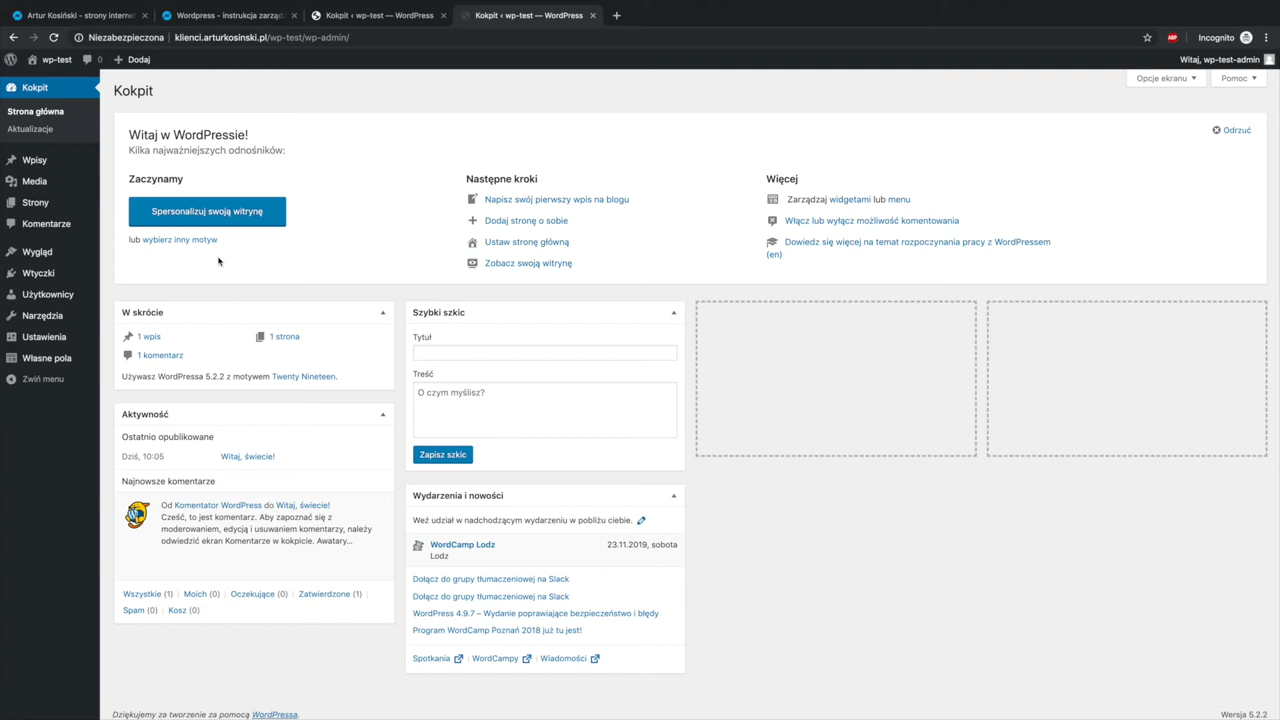 Artur Kosiński - strony internet
Wordpress - instrukcja zarząd
Kokpit ‹ wp-test — WordPress
Kokpit ‹ wp-test — WordPress
Niezabezpieczona
klienci.arturkosinski.pl/wp-test/wp-admin/
ABP
Incognito
wp-test
0
Dodaj
Witaj, wp-test-admin
Kokpit
Strona główna
Aktualizacje
Wpisy
Media
Strony
Komentarze
Wygląd
Wtyczki
Użytkownicy
Narzędzia
Ustawienia
Własne pola
Zwiń menu
Kokpit
Opcje ekranu
Pomoc
Witaj w WordPressie!
Kilka najważniejszych odnośników:
Odrzuć
Zaczynamy
Spersonalizuj swoją witrynę
lub wybierz inny motyw
Następne kroki
Napisz swój pierwszy wpis na blogu
Dodaj stronę o sobie
Ustaw stronę główną
Zobacz swoją witrynę
Więcej
Zarządzaj widgetami lub menu
Włącz lub wyłącz możliwość komentowania
Dowiedz się więcej na temat rozpoczynania pracy z WordPressem
(en)
W skrócie
1 wpis
1 strona
1 komentarz
Używasz WordPressa 5.2.2 z motywem Twenty Nineteen.
Aktywność
Ostatnio opublikowane
Dziś, 10:05
Witaj, świecie!
Najnowsze komentarze
Od Komentator WordPress do Witaj, świecie!
Cześć, to jest komentarz. Aby zapoznać się z
moderowaniem, edycją i usuwaniem komentarzy, należy
odwiedzić ekran Komentarze w kokpicie. Awatary…
Wszystkie (1) | Moich (0) | Oczekujące (0) | Zatwierdzone (1) |
Spam (0) | Kosz (0)
Szybki szkic
Tytuł
Treść
O czym myślisz?
Zapisz szkic
Wydarzenia i nowości
Weź udział w nadchodzącym wydarzeniu w pobliżu ciebie.
WordCamp Lodz
23.11.2019, sobota
Lodz
Dołącz do grupy tłumaczeniowej na Slack
Dołącz do grupy tłumaczeniowej na Slack
WordPress 4.9.7 – Wydanie poprawiające bezpieczeństwo i błędy
Program WordCamp Poznań 2018 już tu jest!
Spotkania | WordCampy | Wiadomości
Dziękujemy za tworzenie za pomocą WordPressa.
Wersja 5.2.2